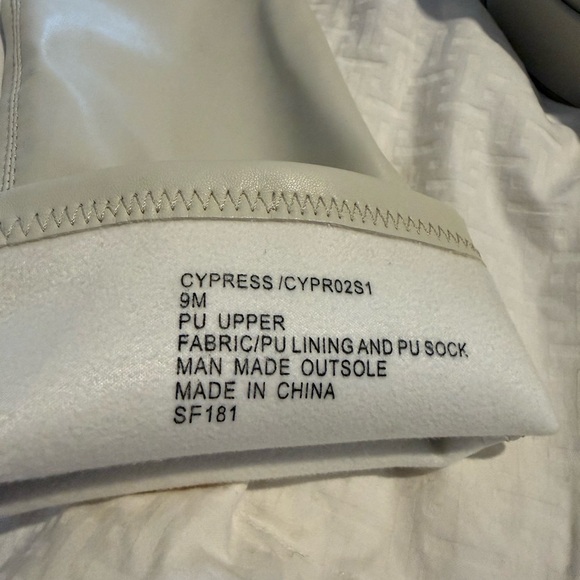 CYPRESS /CYPR02S1
9M
PU UPPER
FABRIC/PU LINING AND PU SOCK
MAN MADE OUTSOLE
MADE IN CHINA
SF181